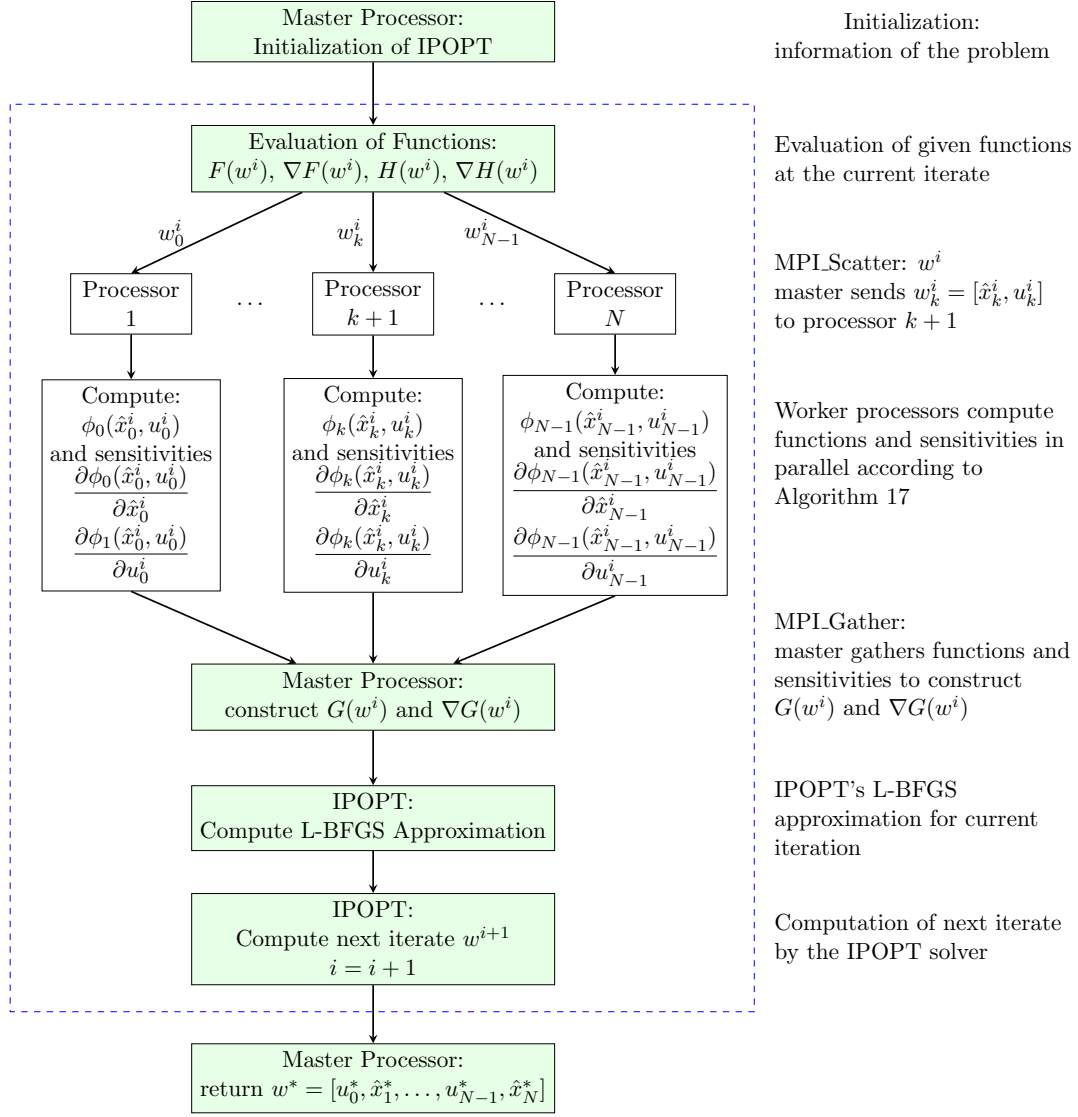 Master Processor:
Initialization of IPOPT
Initialization:
information of the problem
Evaluation of Functions:
F(w^i), ∇F(w^i), H(w^i), ∇H(w^i)
Evaluation of given functions
at the current iterate
w_0^i
w_k^i
w_{N−1}^i
MPI_Scatter: w^i
master sends w_k^i = [x̂_k^i, u_k^i]
to processor k + 1
Processor
1
...
Processor
k + 1
...
Processor
N
Compute:
ϕ_0(x̂_0^i, u_0^i)
and sensitivities
∂ϕ_0(x̂_0^i, u_0^i)
∂x̂_0^i
∂ϕ_1(x̂_0^i, u_0^i)
∂u_0^i
Compute:
ϕ_k(x̂_k^i, u_k^i)
and sensitivities
∂ϕ_k(x̂_k^i, u_k^i)
∂x̂_k^i
∂ϕ_k(x̂_k^i, u_k^i)
∂u_k^i
Compute:
ϕ_{N−1}(x̂_{N−1}^i, u_{N−1}^i)
and sensitivities
∂ϕ_{N−1}(x̂_{N−1}^i, u_{N−1}^i)
∂x̂_{N−1}^i
∂ϕ_{N−1}(x̂_{N−1}^i, u_{N−1}^i)
∂u_{N−1}^i
Worker processors compute
functions and sensitivities in
parallel according to
Algorithm 17
Master Processor:
construct G(w^i) and ∇G(w^i)
MPI_Gather:
master gathers functions and
sensitivities to construct
G(w^i) and ∇G(w^i)
IPOPT:
Compute L-BFGS Approximation
IPOPT's L-BFGS
approximation for current
iteration
IPOPT:
Compute next iterate w^{i+1}
i = i + 1
Computation of next iterate
by the IPOPT solver
Master Processor:
return w^* = [u_0^*, x̂_1^*, . . . , u_{N−1}^*, x̂_N^*]